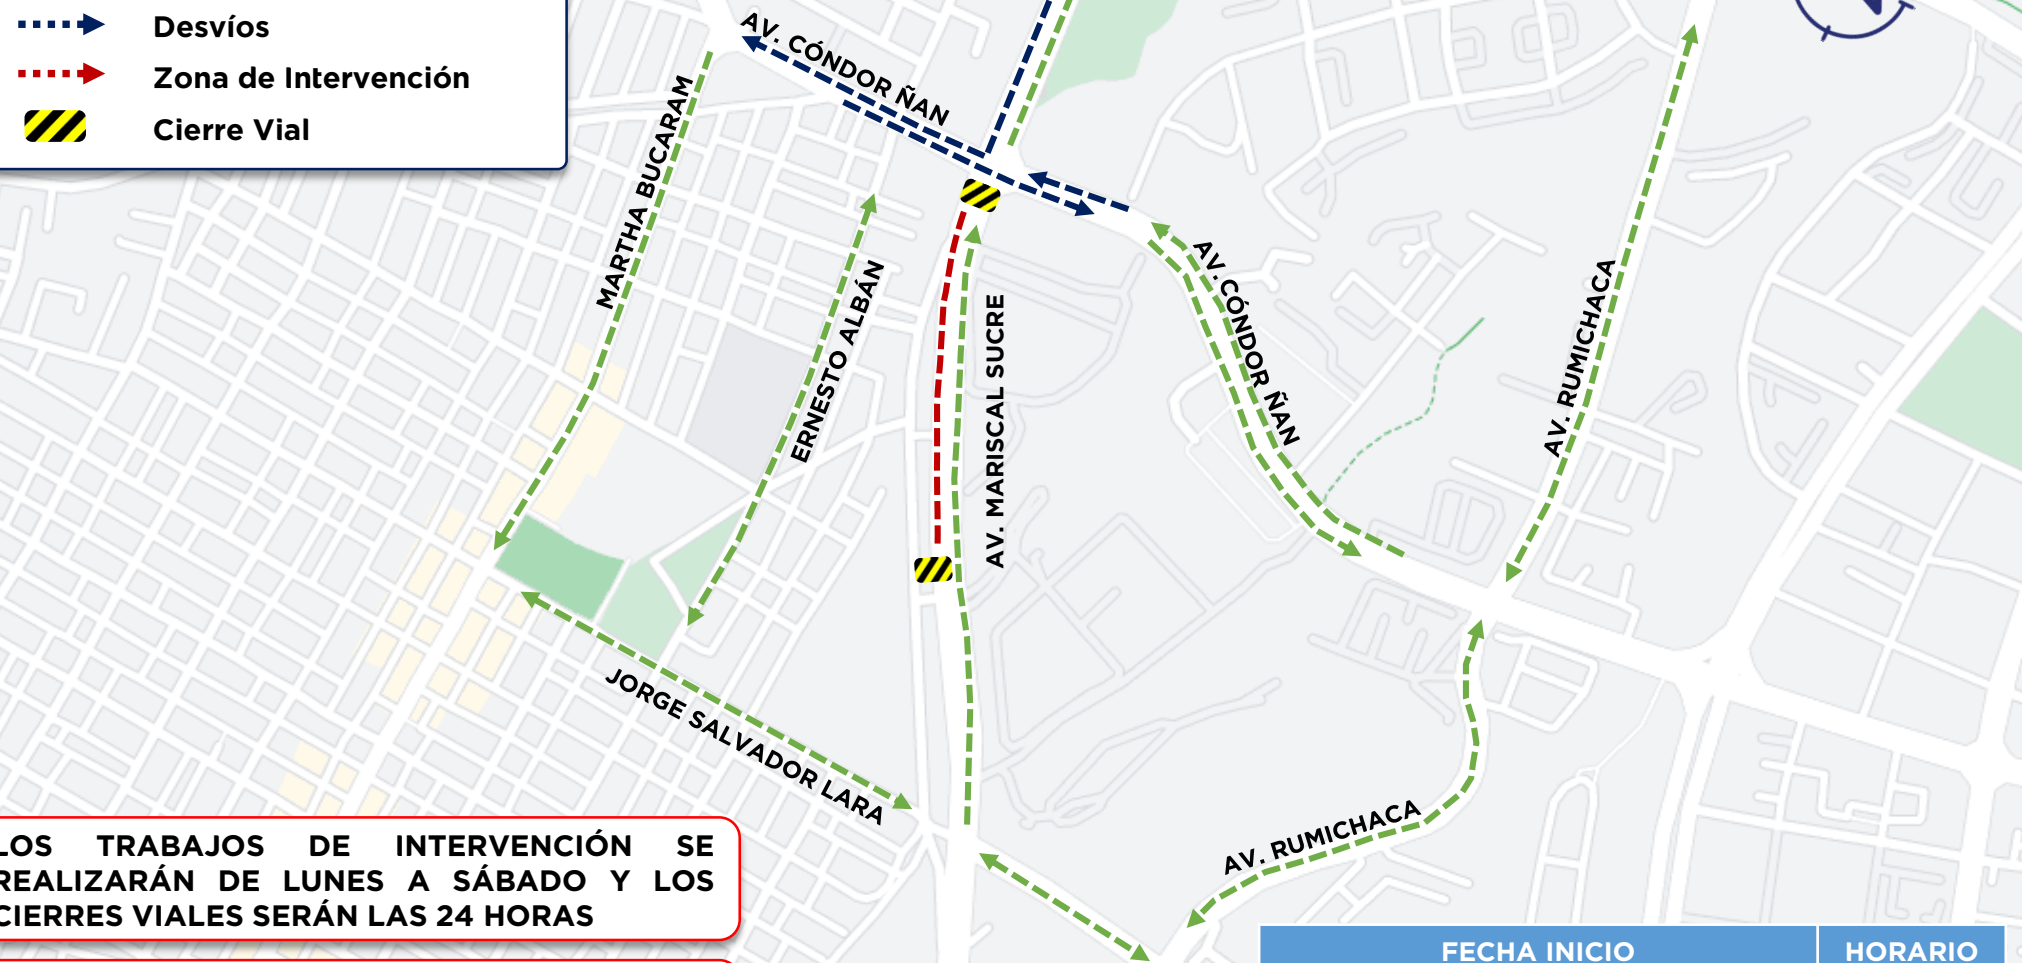 Desvíos
Zona de Intervención
Cierre Vial
AV. CÓNDOR ÑAN
MARTHA BUCARAM
ERNESTO ALBÁN
AV. MARISCAL SUCRE
AV. CÓNDOR ÑAN
AV. RUMICHACA
JORGE SALVADOR LARA
AV. RUMICHACA
LOS TRABAJOS DE INTERVENCIÓN SE
REALIZARÁN DE LUNES A SÁBADO Y LOS
CIERRES VIALES SERÁN LAS 24 HORAS
FECHA INICIO
HORARIO